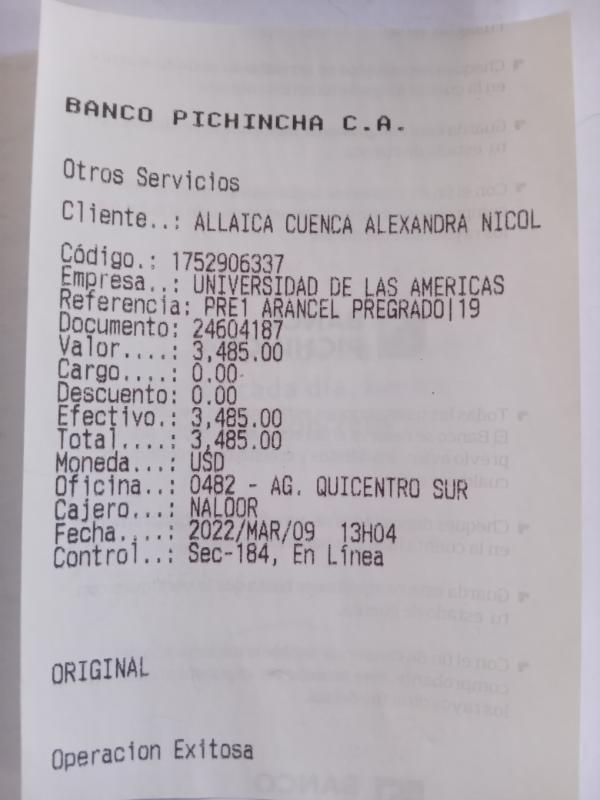 BANCO PICHINCHA C.A.
Otros Servicios
Cliente..: ALLAICA CUENCA ALEXANDRA NICOL
Código.: 1752906337
Empresa..: UNIVERSIDAD DE LAS AMERICAS
Referencia: PRE1 ARANCEL PREGRADO|19
Documento: 24604187
Valor....: 3,485.00
Cargo....: 0.00
Descuento: 0.00
Efectivo.: 3,485.00
Total....: 3,485.00
Moneda...: USD
Oficina..: 0482 - AG. QUICENTRO SUR
Cajero...: NALOOR
Fecha....: 2022/MAR/09 13H04
Control..: Sec-184, En Línea
ORIGINAL
Operacion Exitosa